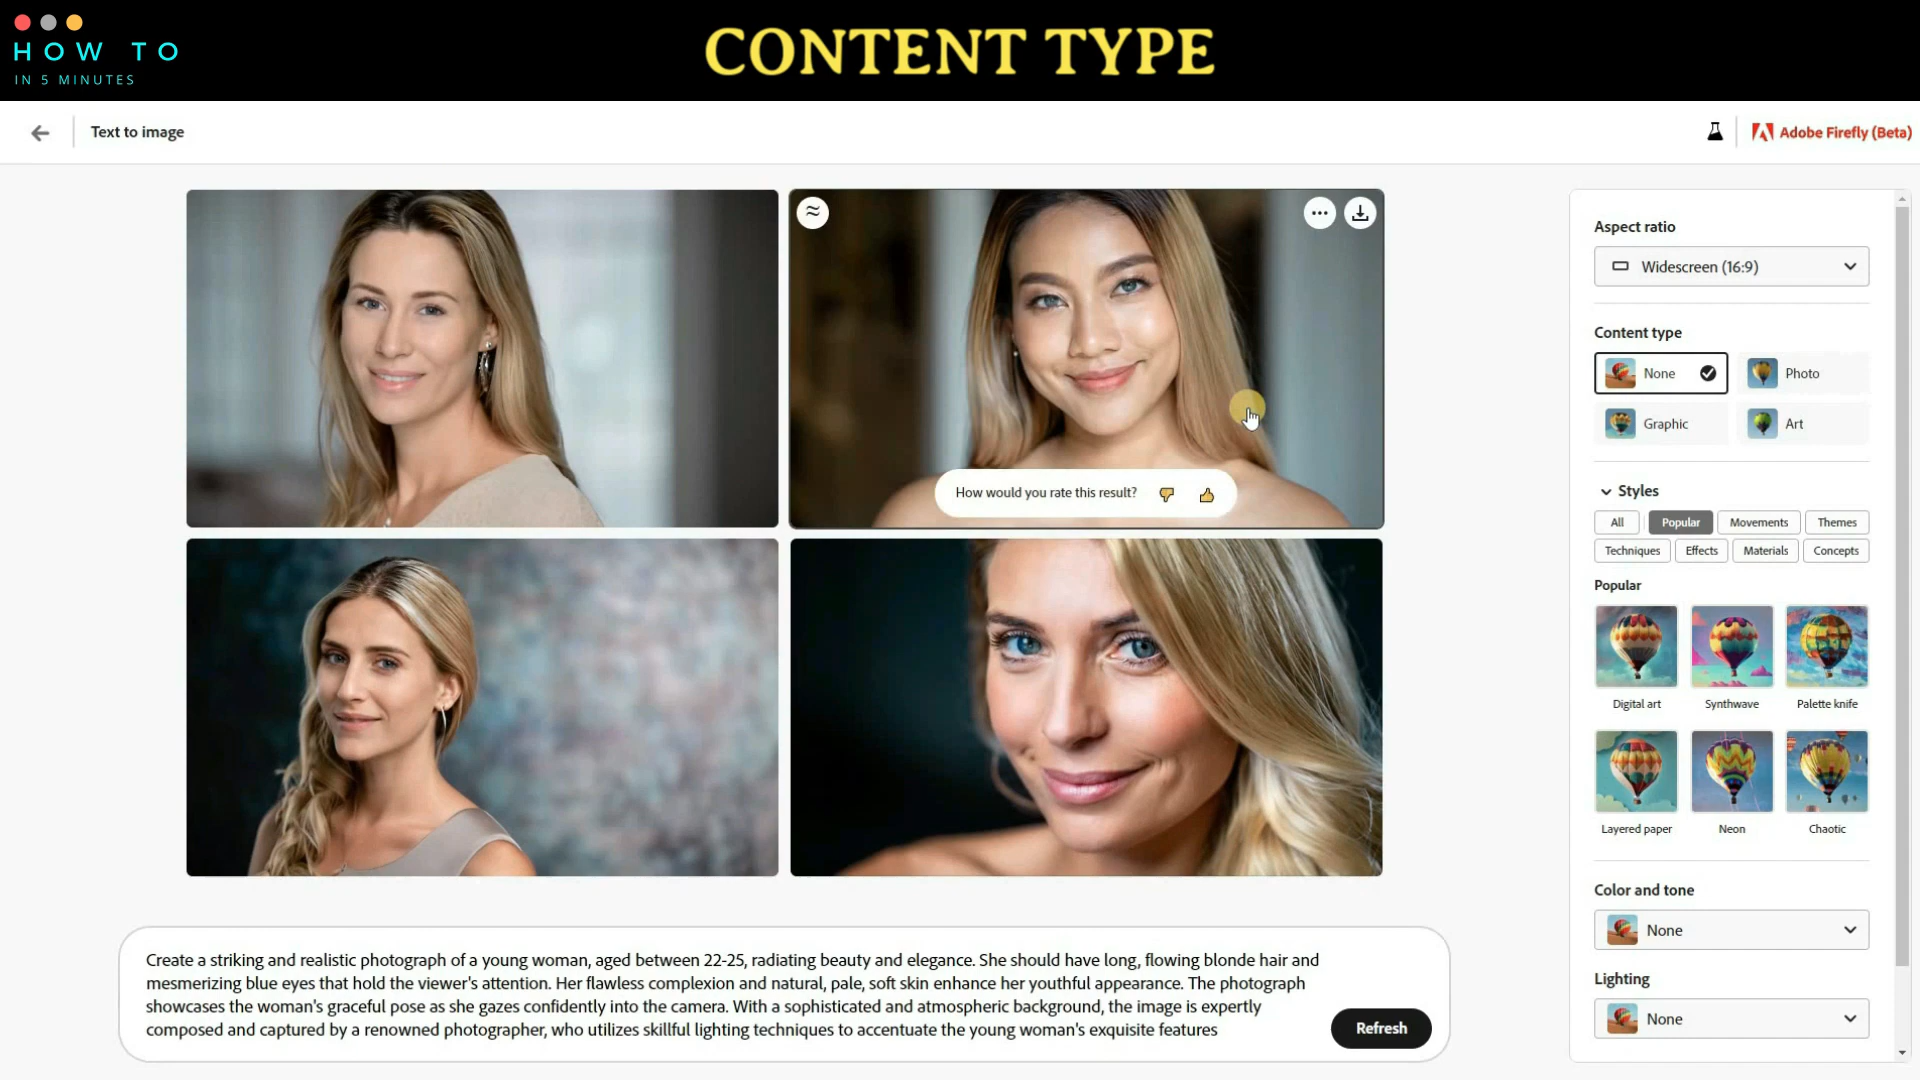 HOW TO
IN 5 MINUTES
CONTENT TYPE
Text to image
Adobe Firefly (Beta)
How would you rate this result?
Create a striking and realistic photograph of a young woman, aged between 22-25, radiating beauty and elegance. She should have long, flowing blonde hair and
mesmerizing blue eyes that hold the viewer's attention. Her flawless complexion and natural, pale, soft skin enhance her youthful appearance. The photograph
showcases the woman's graceful pose as she gazes confidently into the camera. With a sophisticated and atmospheric background, the image is expertly
composed and captured by a renowned photographer, who utilizes skillful lighting techniques to accentuate the young woman's exquisite features
Refresh
Aspect ratio
Widescreen (16:9)
Content type
None
Photo
Graphic
Art
Styles
All
Popular
Movements
Themes
Techniques
Effects
Materials
Concepts
Popular
Digital art
Synthwave
Palette knife
Layered paper
Neon
Chaotic
Color and tone
None
Lighting
None